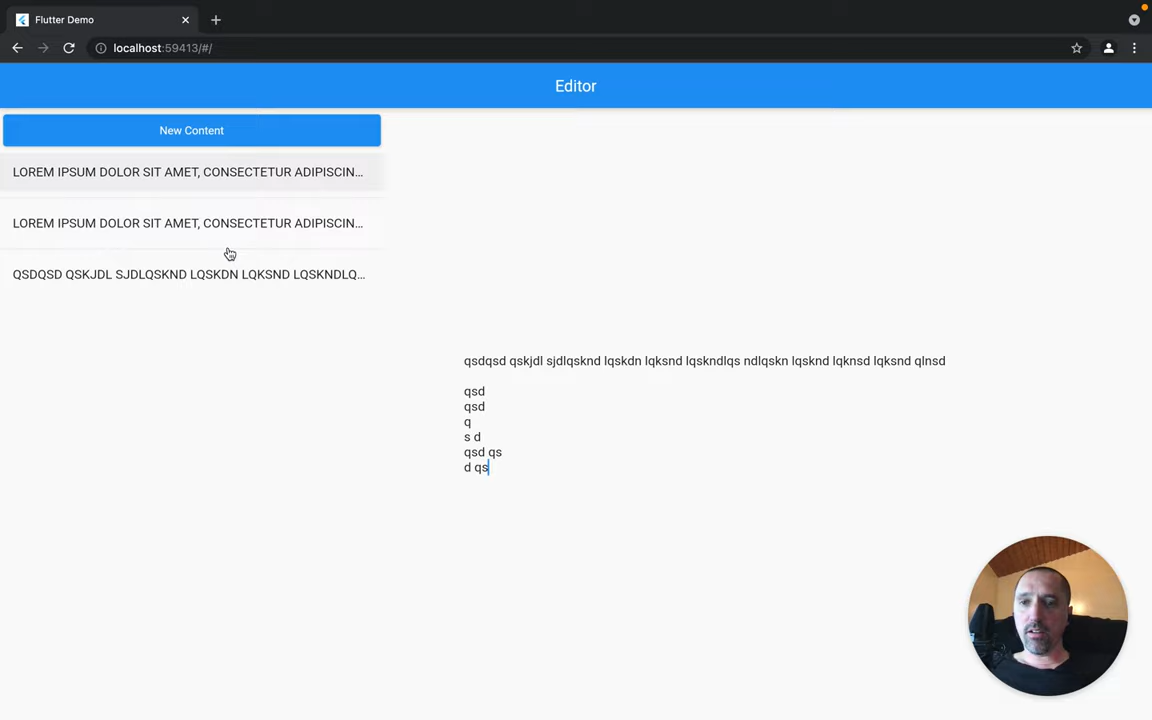 Flutter Demo
localhost:59413/#/
Editor
New Content
LOREM IPSUM DOLOR SIT AMET, CONSECTETUR ADIPISCIN...
LOREM IPSUM DOLOR SIT AMET, CONSECTETUR ADIPISCIN...
QSDQSD QSKJDL SJDLQSKND LQSKDN LQKSND LQSKNDLQ...
qsdqsd qskjdl sjdlqsknd lqskdn lqksnd lqskndlqs ndlqskn lqsknd lqknsd lqksnd qlnsd
qsd
qsd
q
s d
qsd qs
d qs